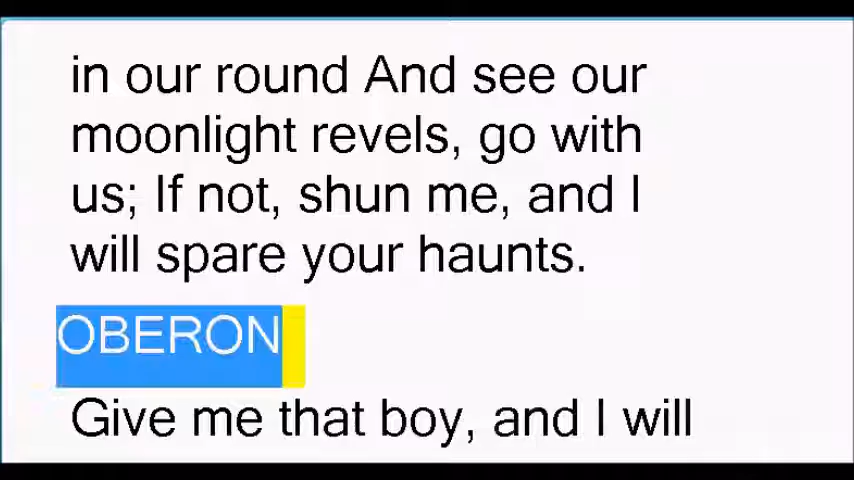 in our round And see our
moonlight revels, go with
us; If not, shun me, and I
will spare your haunts.
OBERON
Give me that boy, and I will